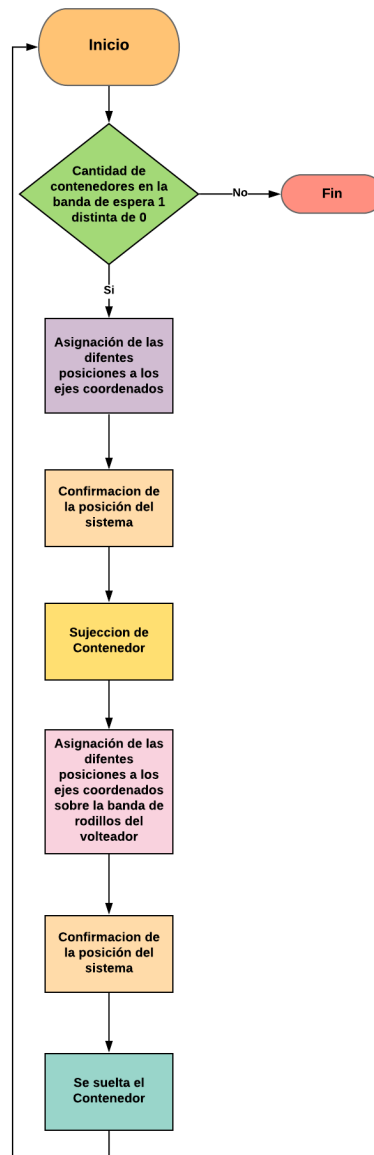 Inicio
Cantidad de
contenedores en la
banda de espera 1
distinta de 0
No
Fin
Si
Asignación de las
difentes
posiciones a los
ejes coordenados
Confirmacion de
la posición del
sistema
Sujeccion de
Contenedor
Asignación de las
difentes
posiciones a los
ejes coordenados
sobre la banda de
rodillos del
volteador
Confirmacion de
la posición del
sistema
Se suelta el
Contenedor